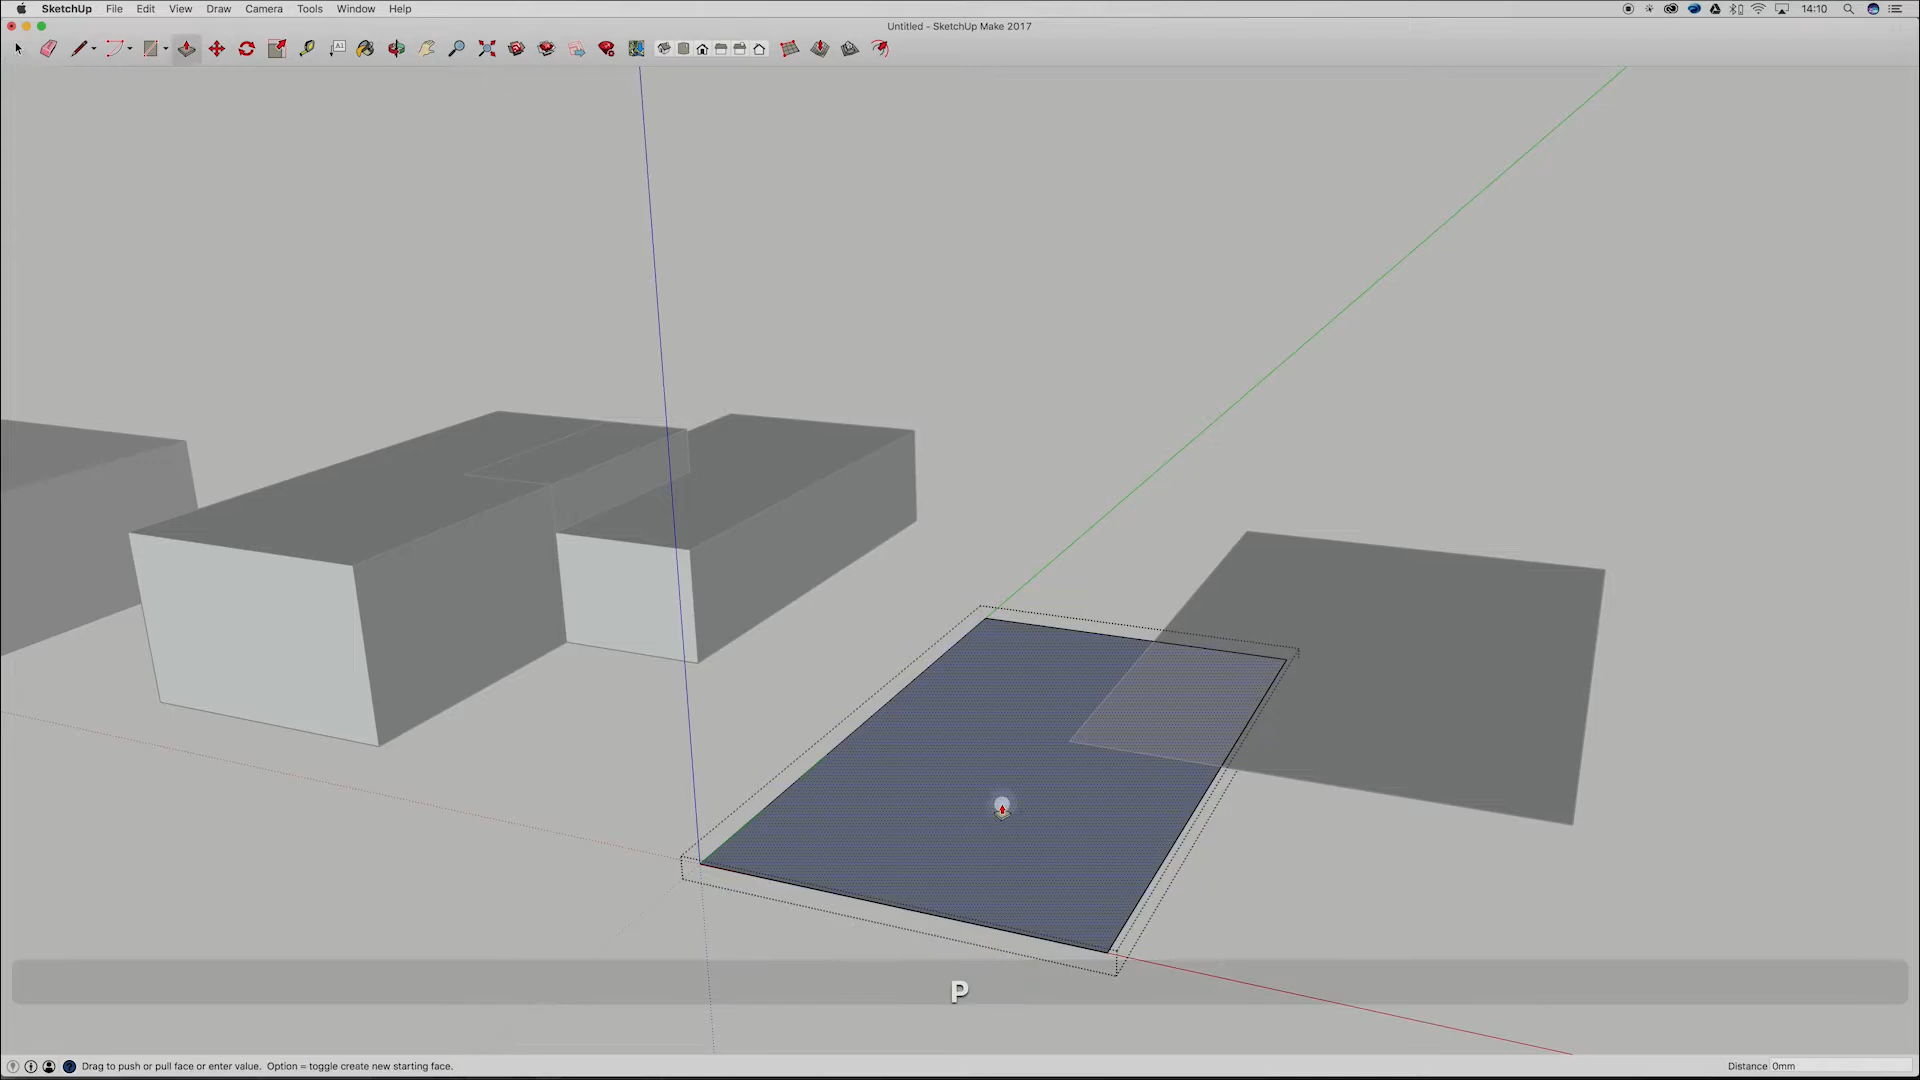 SketchUp File Edit View Draw Camera Tools Window Help 14:10
Untitled - SketchUp Make 2017
A1
P
Drag to push or pull face or enter value. Option = toggle create new starting face. Distance 0mm